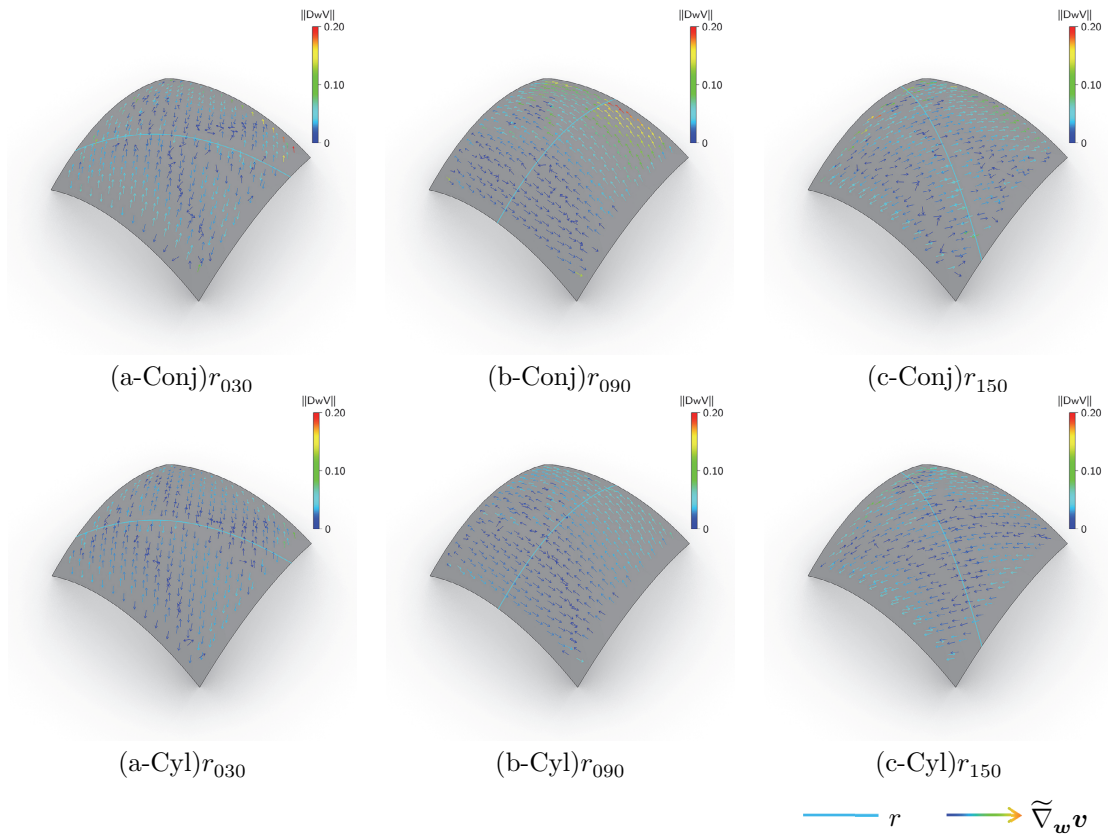 ||DwV|| ||DwV|| ||DwV||
0.20 0.20 0.20
0.10 0.10 0.10
0 0 0
(a-Conj)r₀₃₀ (b-Conj)r₀₉₀ (c-Conj)r₁₅₀
||DwV|| ||DwV|| ||DwV||
0.20 0.20 0.20
0.10 0.10 0.10
0 0 0
(a-Cyl)r₀₃₀ (b-Cyl)r₀₉₀ (c-Cyl)r₁₅₀
r ∇̃_w v